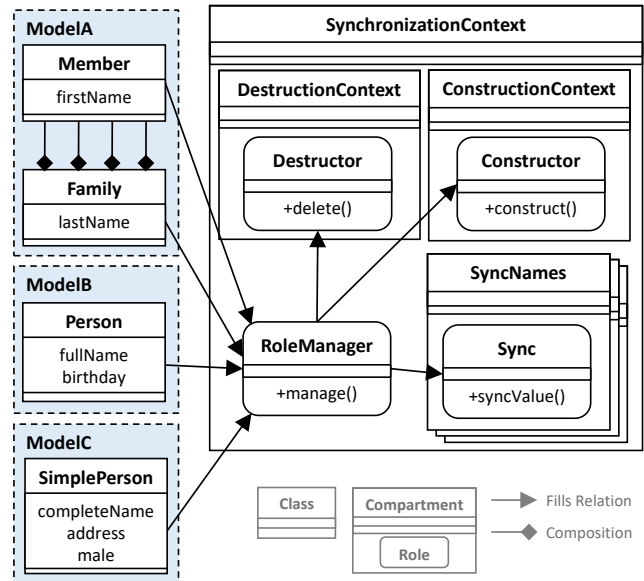 ModelA
Member
firstName
Family
lastName
ModelB
Person
fullName
birthday
ModelC
SimplePerson
completeName
address
male
SynchronizationContext
DestructionContext
Destructor
+delete()
ConstructionContext
Constructor
+construct()
RoleManager
+manage()
SyncNames
Sync
+syncValue()
Class
Compartment
Role
Fills Relation
Composition